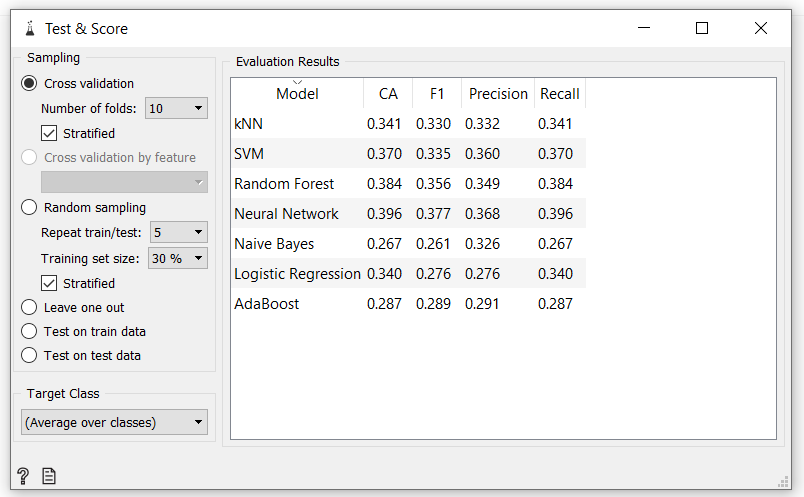 Test & Score
Sampling
Cross validation
Number of folds: 10
Stratified
Cross validation by feature
Random sampling
Repeat train/test: 5
Training set size: 30 %
Stratified
Leave one out
Test on train data
Test on test data
Target Class
(Average over classes)
Evaluation Results
Model CA F1 Precision Recall
kNN 0.341 0.330 0.332 0.341
SVM 0.370 0.335 0.360 0.370
Random Forest 0.384 0.356 0.349 0.384
Neural Network 0.396 0.377 0.368 0.396
Naive Bayes 0.267 0.261 0.326 0.267
Logistic Regression 0.340 0.276 0.276 0.340
AdaBoost 0.287 0.289 0.291 0.287
?